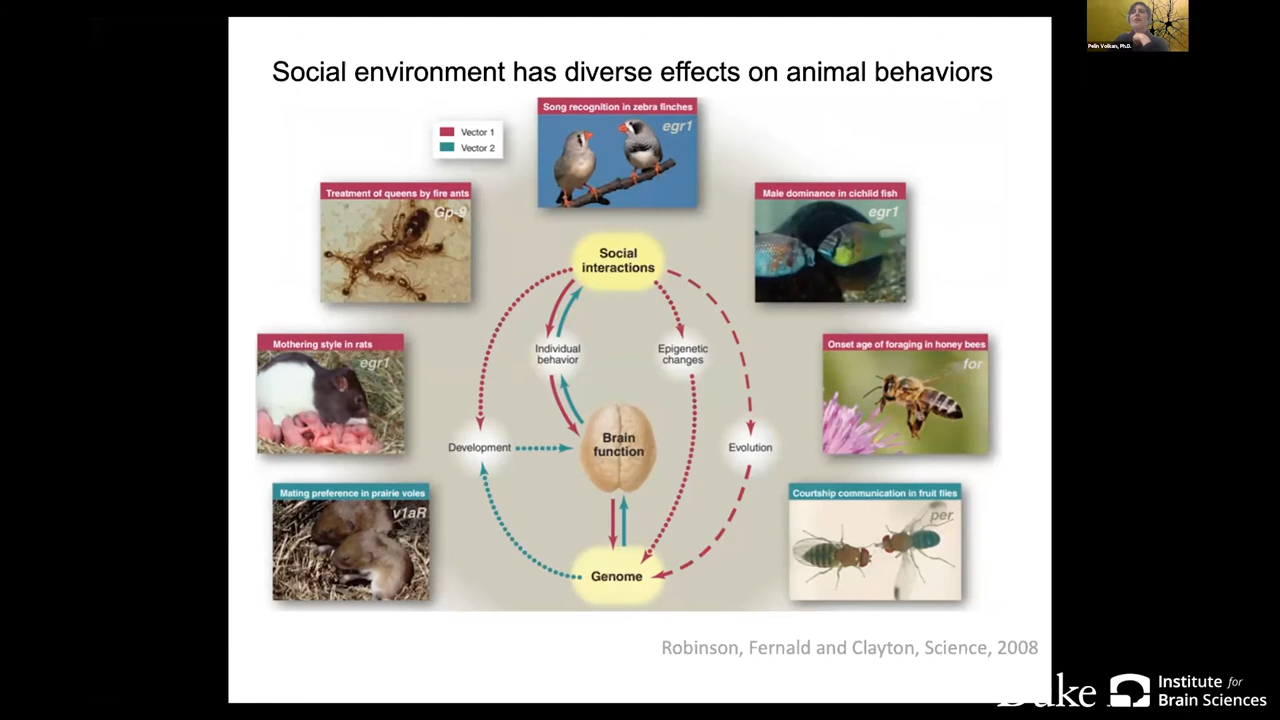 Pelin Volkan, Ph.D.
Social environment has diverse effects on animal behaviors
Vector 1
Vector 2
Song recognition in zebra finches
egr1
Treatment of queens by fire ants
Gp-9
Male dominance in cichlid fish
egr1
Social
interactions
Mothering style in rats
egr1
Individual
behavior
Epigenetic
changes
Onset age of foraging in honey bees
for
Development
Brain
function
Evolution
Mating preference in prairie voles
v1aR
Courtship communication in fruit flies
per
Genome
Robinson, Fernald and Clayton, Science, 2008
Duke
Institute for
Brain Sciences